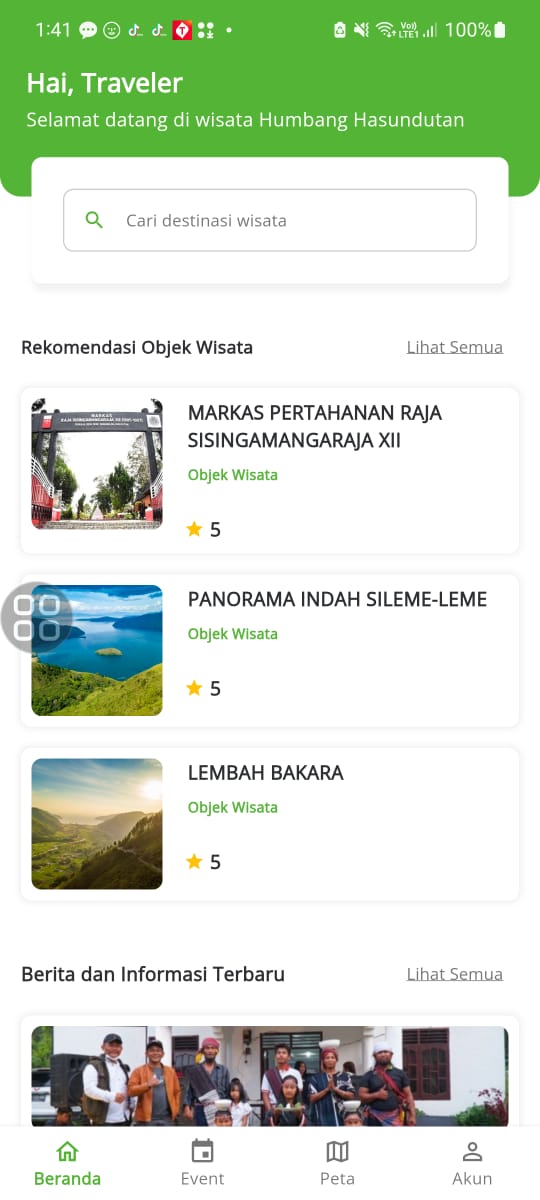 1:41
Vo))
LTE1
100%
Hai, Traveler
Selamat datang di wisata Humbang Hasundutan
Cari destinasi wisata
Rekomendasi Objek Wisata
Lihat Semua
MARKAS
MARKAS PERTAHANAN RAJA
SISINGAMANGARAJA XII
Objek Wisata
5
PANORAMA INDAH SILEME-LEME
Objek Wisata
5
LEMBAH BAKARA
Objek Wisata
5
Berita dan Informasi Terbaru
Lihat Semua
Beranda
Event
Peta
Akun